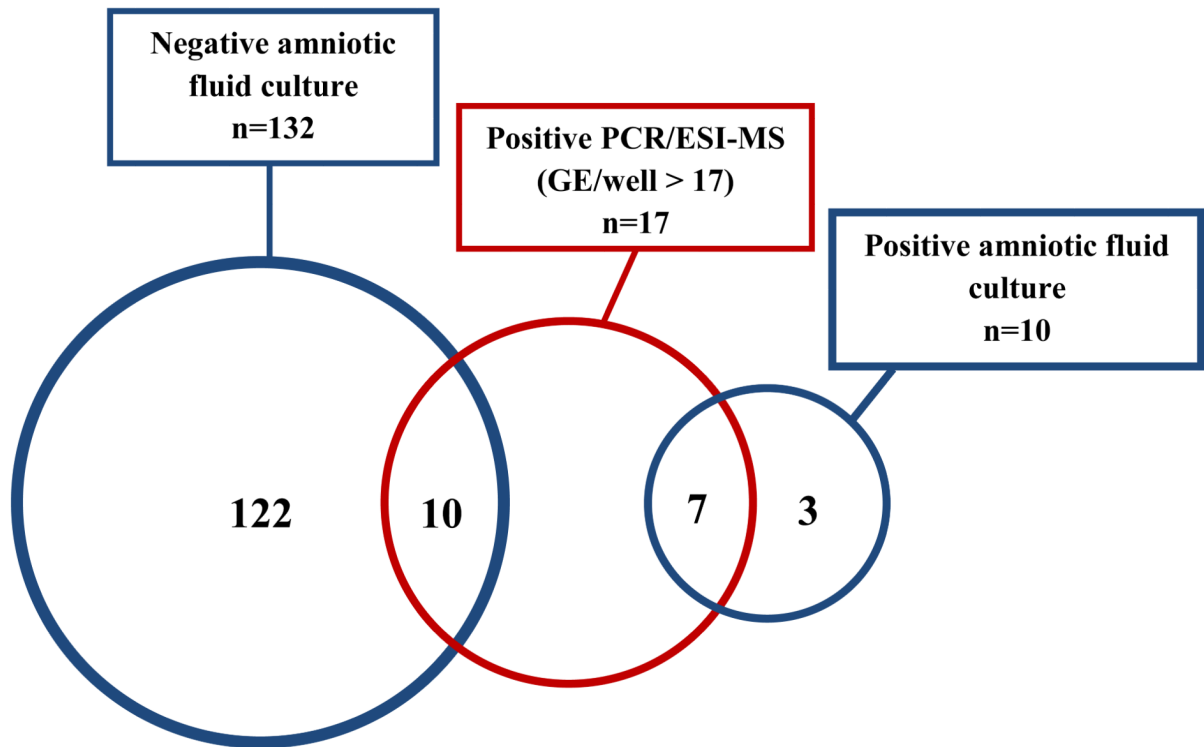 Negative amniotic
fluid culture
n=132
Positive PCR/ESI-MS
(GE/well > 17)
n=17
Positive amniotic fluid
culture
n=10
122
10
7
3